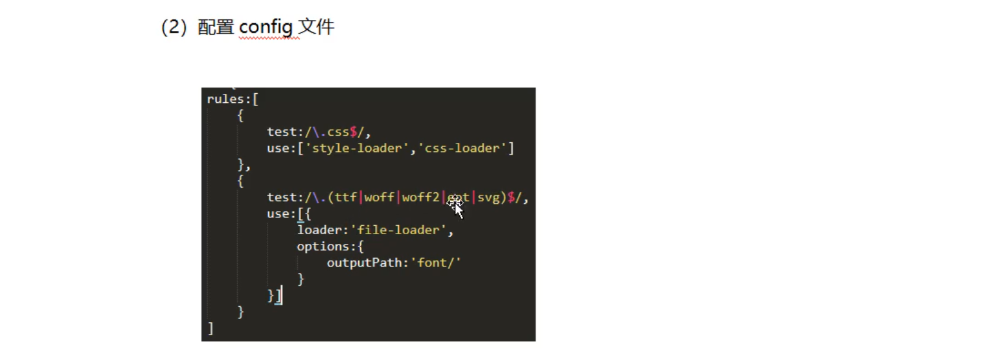 （2）配置 config 文件
rules:[
{
test:/\.css$/,
use:['style-loader','css-loader']
},
{
test:/\.(ttf|woff|woff2|eot|svg)$/,
use:[{
loader:'file-loader',
options:{
outputPath:'font/'
}
}]
}
]